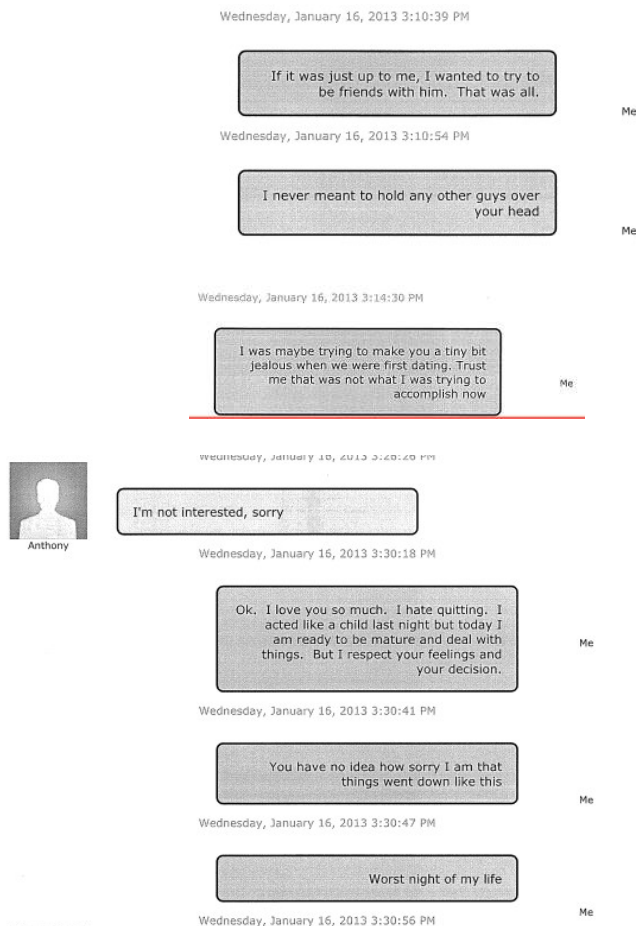 Wednesday, January 16, 2013 3:10:39 PM
If it was just up to me, I wanted to try to
be friends with him.  That was all.
Me
Wednesday, January 16, 2013 3:10:54 PM
I never meant to hold any other guys over
your head
Me
Wednesday, January 16, 2013 3:14:30 PM
I was maybe trying to make you a tiny bit
jealous when we were first dating. Trust
me that was not what I was trying to
accomplish now
Me
Wednesday, January 16, 2013 3:26:26 PM
I'm not interested, sorry
Anthony
Wednesday, January 16, 2013 3:30:18 PM
Ok.  I love you so much.  I hate quitting.  I
acted like a child last night but today I
am ready to be mature and deal with
things.  But I respect your feelings and
your decision.
Me
Wednesday, January 16, 2013 3:30:41 PM
You have no idea how sorry I am that
things went down like this
Me
Wednesday, January 16, 2013 3:30:47 PM
Worst night of my life
Me
Wednesday, January 16, 2013 3:30:56 PM